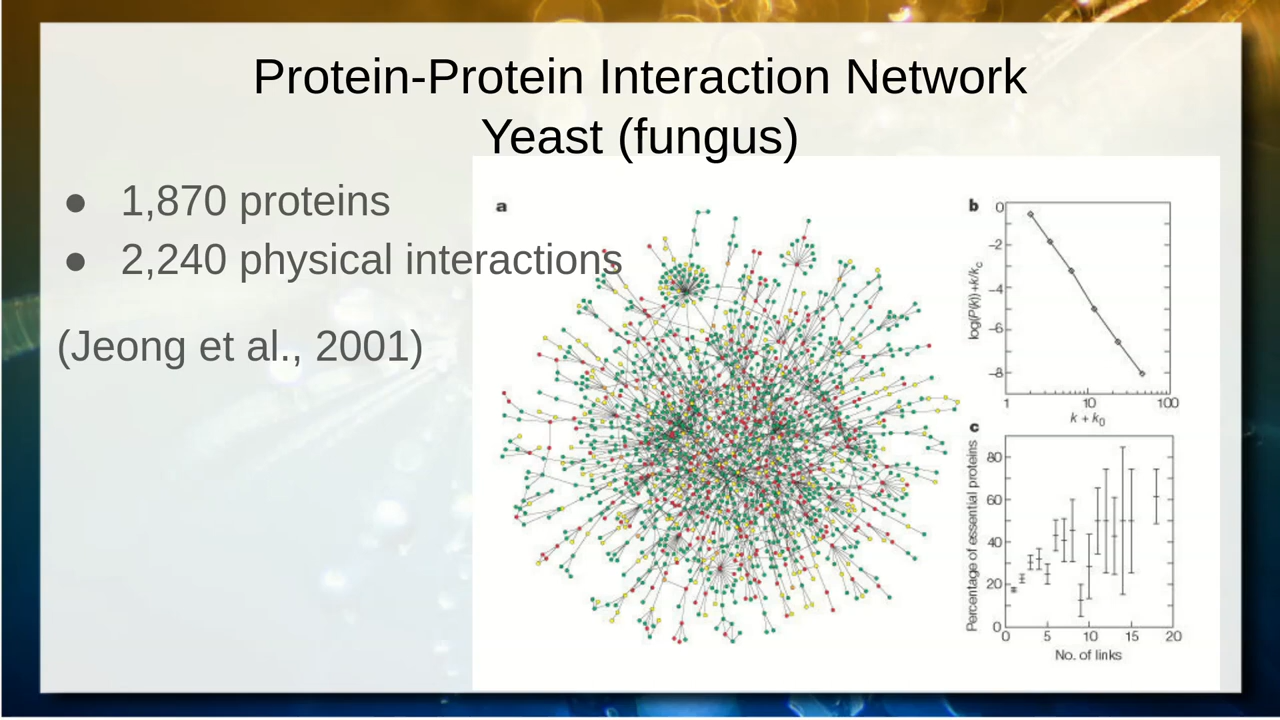 Protein-Protein Interaction Network
Yeast (fungus)
● 1,870 proteins
● 2,240 physical interactions
(Jeong et al., 2001)
a
b
0
–2
–4
–6
–8
log(P(k))+k/kc
1 10 100
k + k0
c
80
60
40
20
0
Percentage of essential proteins
0 5 10 15 20
No. of links